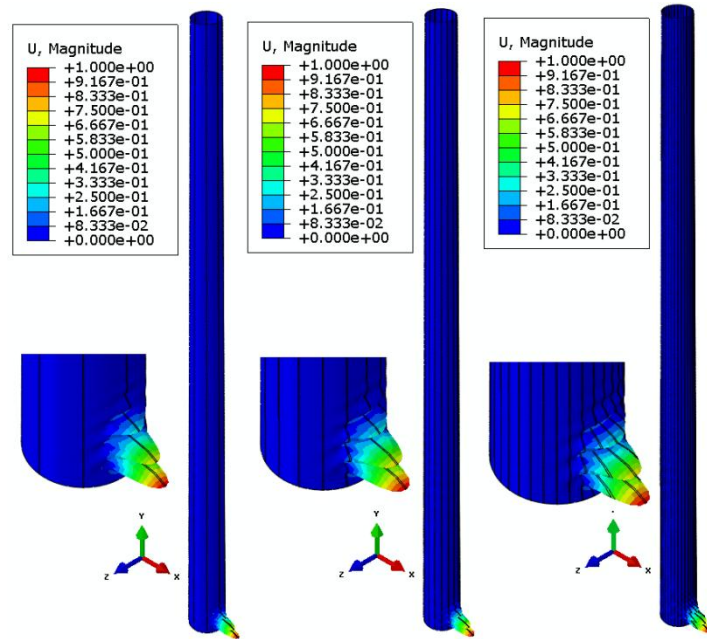 U, Magnitude
+1.000e+00
+9.167e-01
+8.333e-01
+7.500e-01
+6.667e-01
+5.833e-01
+5.000e-01
+4.167e-01
+3.333e-01
+2.500e-01
+1.667e-01
+8.333e-02
+0.000e+00
Y
Z
X
U, Magnitude
+1.000e+00
+9.167e-01
+8.333e-01
+7.500e-01
+6.667e-01
+5.833e-01
+5.000e-01
+4.167e-01
+3.333e-01
+2.500e-01
+1.667e-01
+8.333e-02
+0.000e+00
Y
Z
X
U, Magnitude
+1.000e+00
+9.167e-01
+8.333e-01
+7.500e-01
+6.667e-01
+5.833e-01
+5.000e-01
+4.167e-01
+3.333e-01
+2.500e-01
+1.667e-01
+8.333e-02
+0.000e+00
Z
X